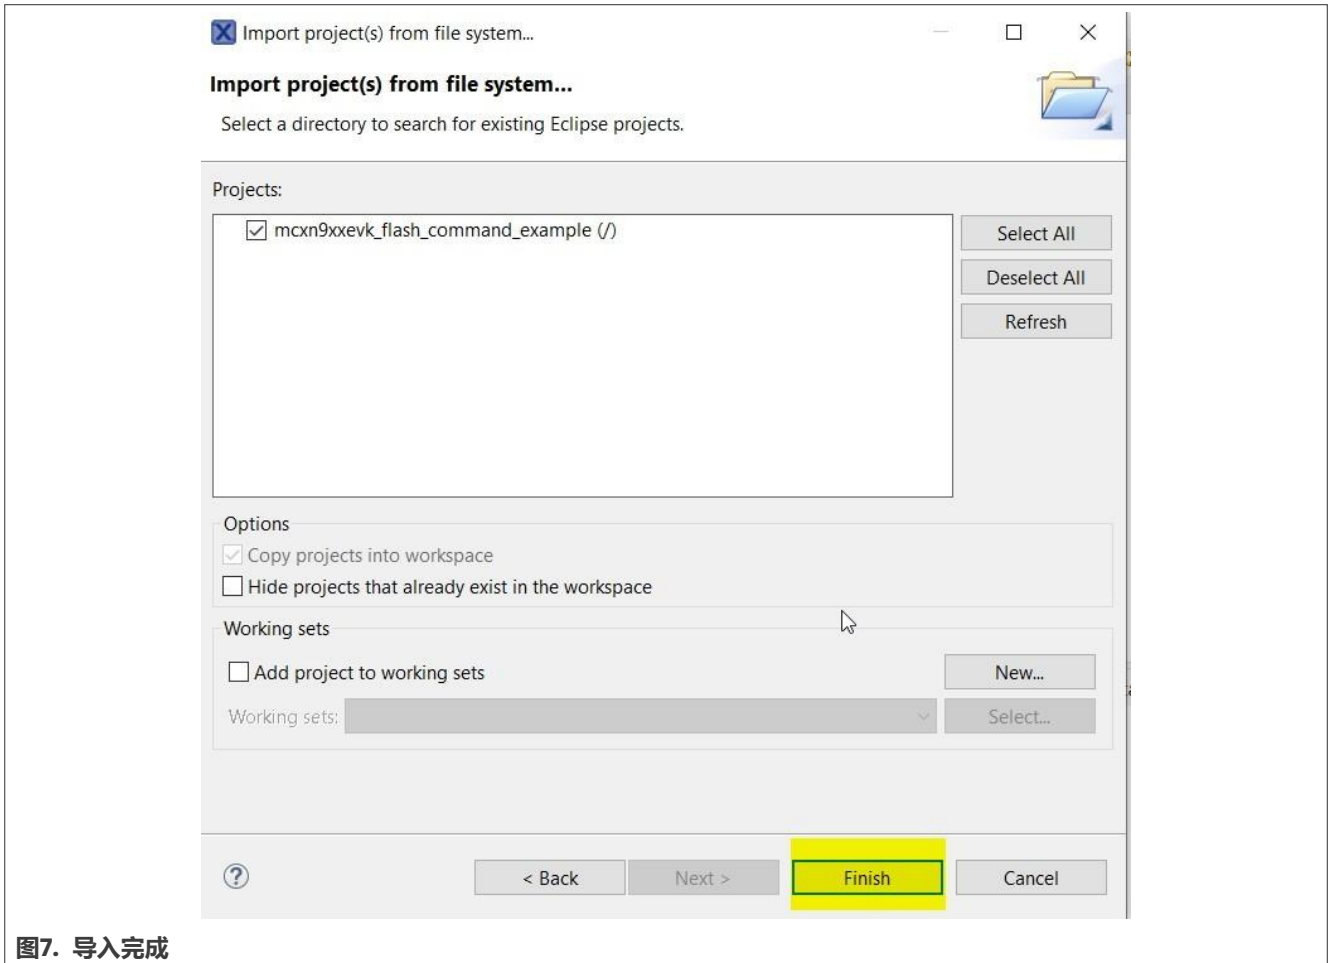 Import project(s) from file system...
Import project(s) from file system...
Select a directory to search for existing Eclipse projects.
Projects:
mcxn9xxevk_flash_command_example (/)
Select All
Deselect All
Refresh
Options
Copy projects into workspace
Hide projects that already exist in the workspace
Working sets
Add project to working sets
New...
Working sets:
Select...
?
< Back
Next >
Finish
Cancel
图7. 导入完成